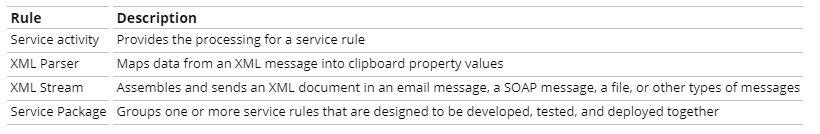 Rule Description
Service activity Provides the processing for a service rule
XML Parser Maps data from an XML message into clipboard property values
XML Stream Assembles and sends an XML document in an email message, a SOAP message, a file, or other types of messages
Service Package Groups one or more service rules that are designed to be developed, tested, and deployed together